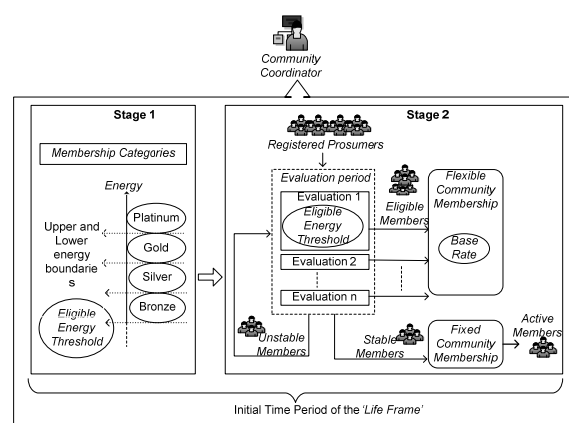 Community
Coordinator
Stage 1
Membership Categories
Energy
Platinum
Gold
Silver
Bronze
Upper and
Lower
energy
boundarie
s
Eligible
Energy
Threshold
Stage 2
Registered Prosumers
Evaluation period
Evaluation 1
Eligible
Energy
Threshold
Evaluation 2
Evaluation n
Eligible
Members
Flexible
Community
Membership
Base
Rate
Unstable
Members
Stable
Members
Fixed
Community
Membership
Active
Members
Initial Time Period of the 'Life Frame'